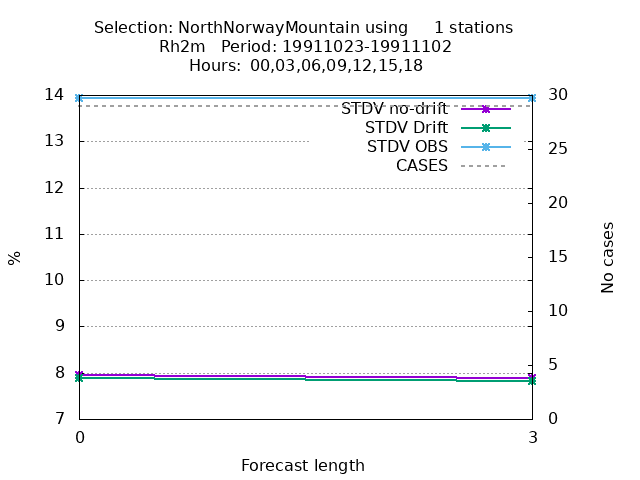 Selection: NorthNorwayMountain using     1 stations
Rh2m   Period: 19911023-19911102
Hours:  00,03,06,09,12,15,18
14
13
12
11
10
9
8
7
%
STDV no-drift
STDV Drift
STDV OBS
CASES
30
25
20
15
10
5
0
No cases
0
3
Forecast length